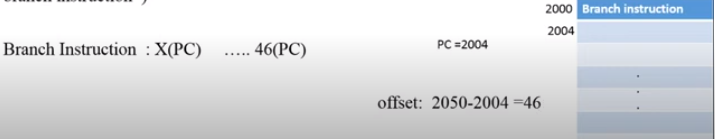 2000 Branch instruction
2004
Branch Instruction : X(PC) ..... 46(PC)
PC =2004
offset: 2050-2004 =46